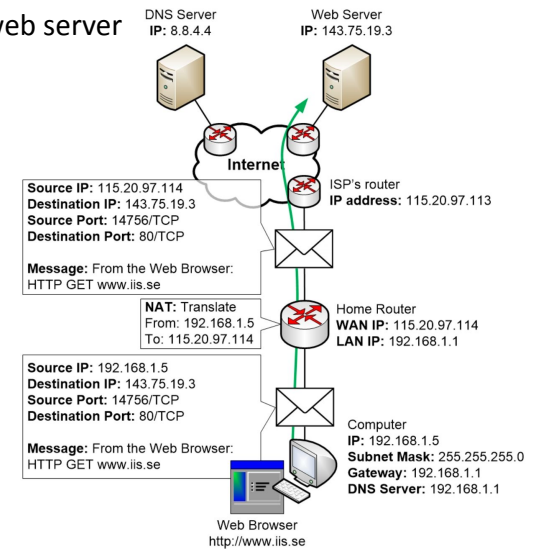 web server
DNS Server
IP: 8.8.4.4
Web Server
IP: 143.75.19.3
Internet
ISP's router
IP address: 115.20.97.113
Source IP: 115.20.97.114
Destination IP: 143.75.19.3
Source Port: 14756/TCP
Destination Port: 80/TCP
Message: From the Web Browser:
HTTP GET www.iis.se
NAT: Translate
From: 192.168.1.5
To: 115.20.97.114
Home Router
WAN IP: 115.20.97.114
LAN IP: 192.168.1.1
Source IP: 192.168.1.5
Destination IP: 143.75.19.3
Source Port: 14756/TCP
Destination Port: 80/TCP
Message: From the Web Browser:
HTTP GET www.iis.se
Computer
IP: 192.168.1.5
Subnet Mask: 255.255.255.0
Gateway: 192.168.1.1
DNS Server: 192.168.1.1
Web Browser
http://www.iis.se